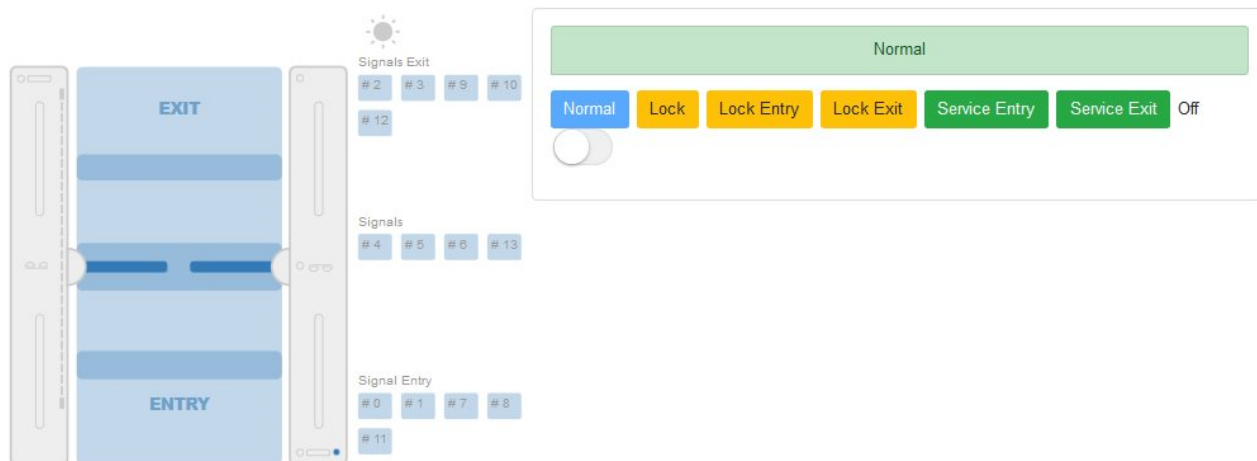 EXIT
ENTRY
Signals Exit
# 2 # 3 # 9 # 10
# 12
Signals
# 4 # 5 # 6 # 13
Signal Entry
# 0 # 1 # 7 # 8
# 11
Normal
Normal Lock Lock Entry Lock Exit Service Entry Service Exit Off